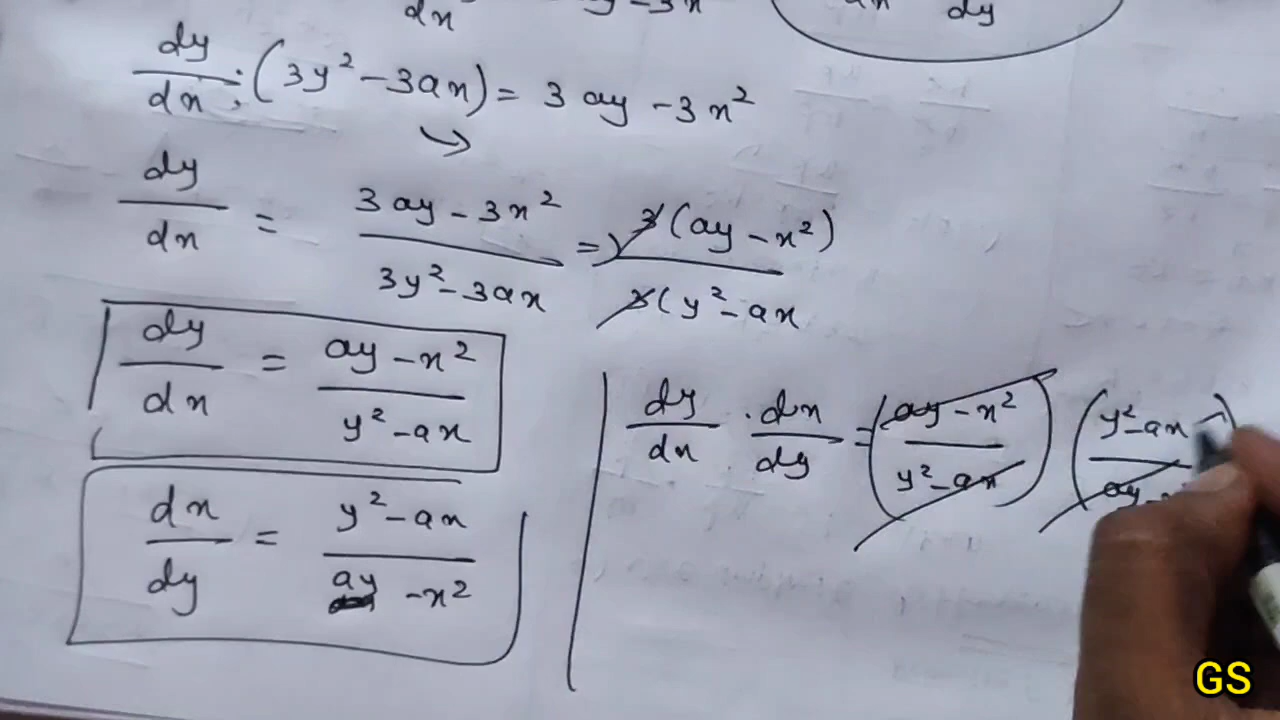 dy/dx : (3y² - 3ax) = 3ay - 3x²
dy/dx = (3ay - 3x²)/(3y² - 3ax) => 3(ay - x²)/3(y² - ax
dy/dx = (ay - x²)/(y² - ax)
dx/dy = (y² - ax)/(ay - x²)
dy/dx . dx/dy = ((ay - x²)/(y² - ax)) ((y² - ax)/(ay -
GS